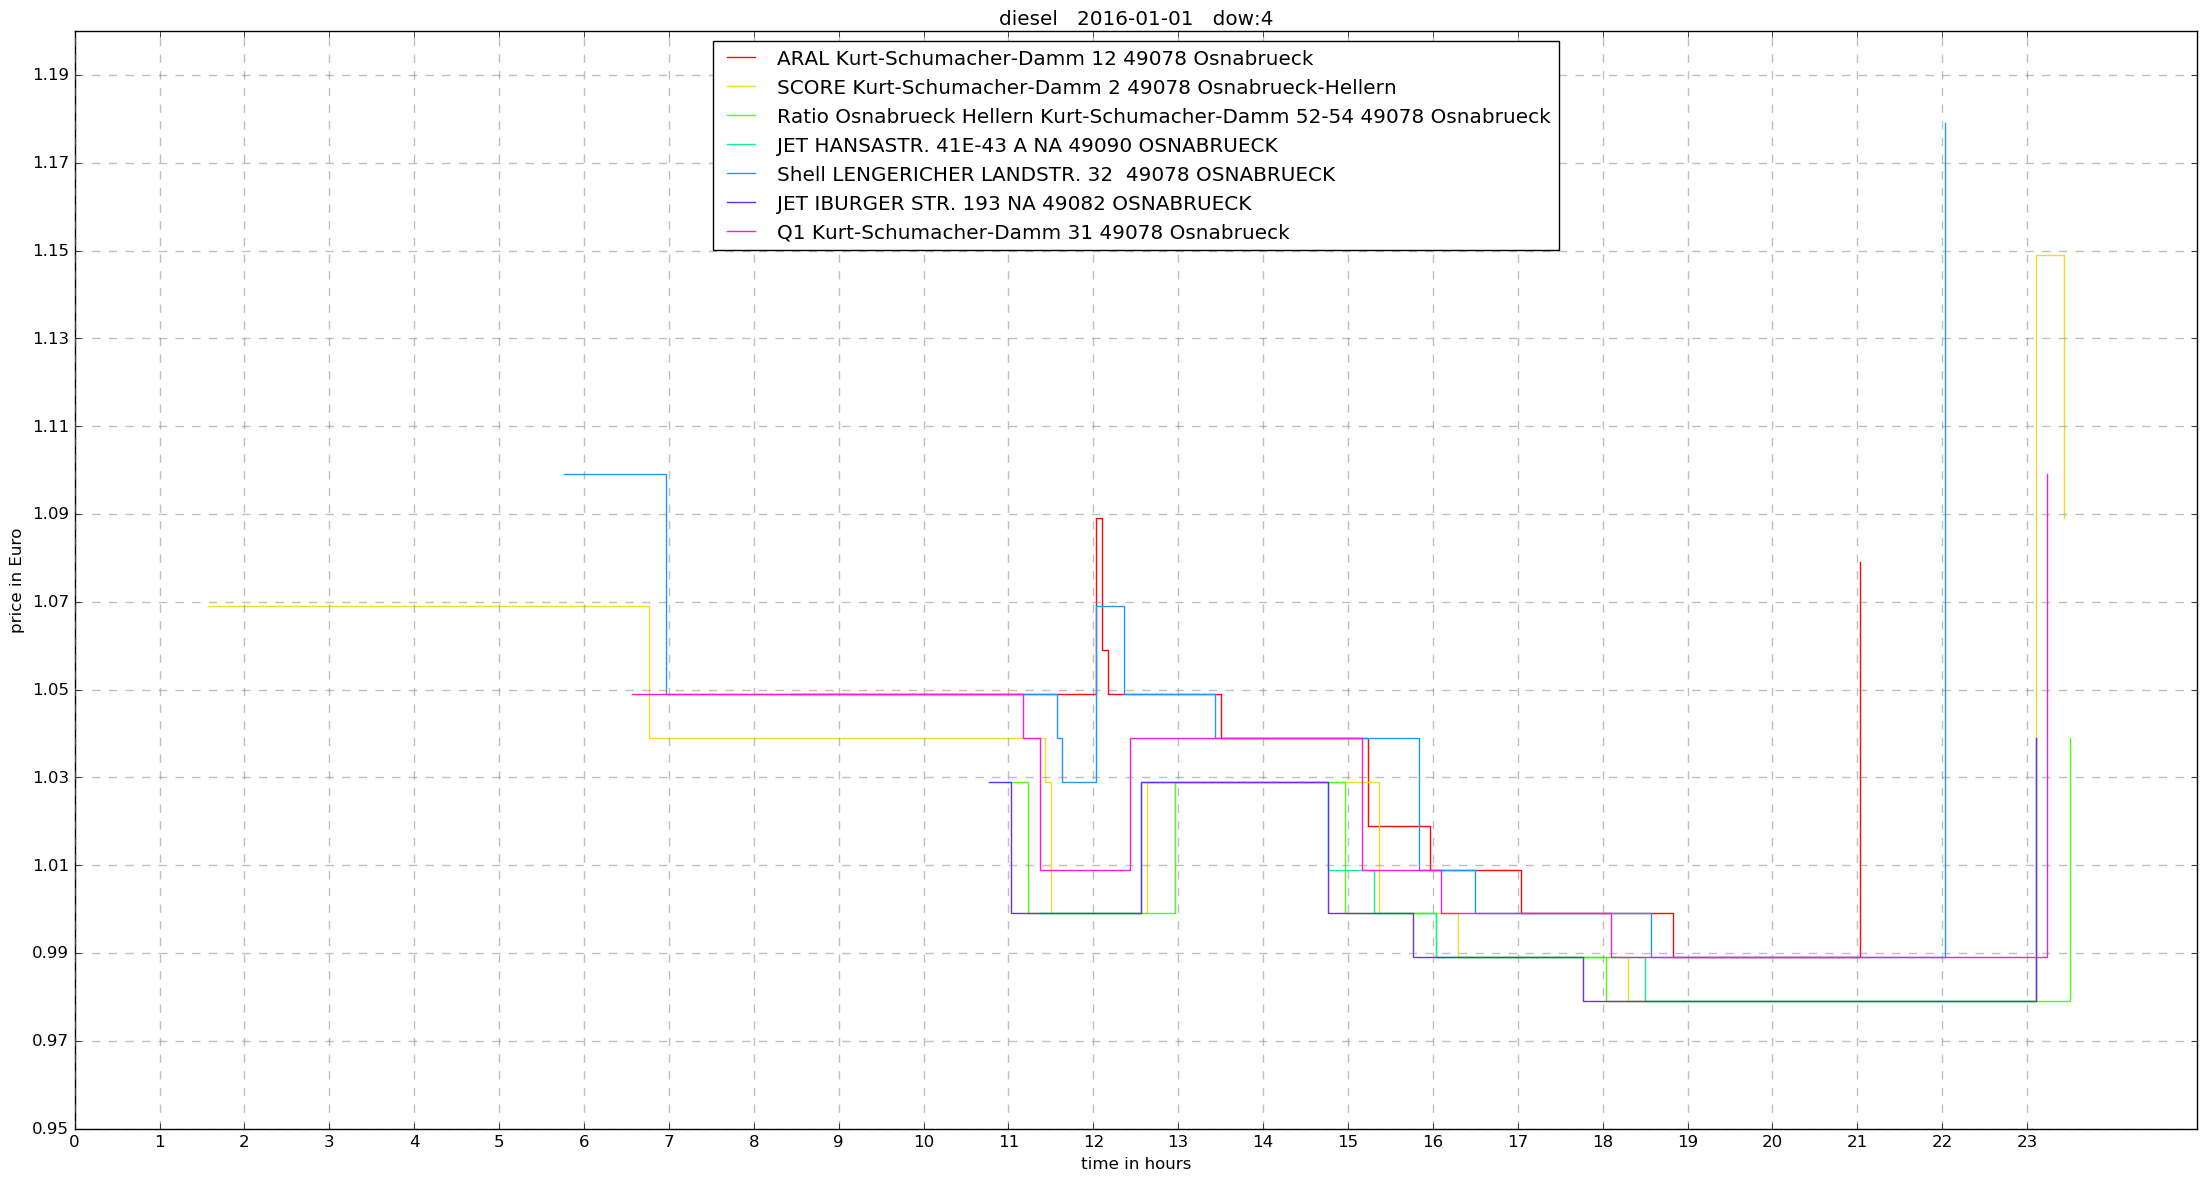 diesel   2016-01-01   dow:4
ARAL Kurt-Schumacher-Damm 12 49078 Osnabrueck
SCORE Kurt-Schumacher-Damm 2 49078 Osnabrueck-Hellern
Ratio Osnabrueck Hellern Kurt-Schumacher-Damm 52-54 49078 Osnabrueck
JET HANSASTR. 41E-43 A NA 49090 OSNABRUECK
Shell LENGERICHER LANDSTR. 32  49078 OSNABRUECK
JET IBURGER STR. 193 NA 49082 OSNABRUECK
Q1 Kurt-Schumacher-Damm 31 49078 Osnabrueck
price in Euro
1.19
1.17
1.15
1.13
1.11
1.09
1.07
1.05
1.03
1.01
0.99
0.97
0.95
0 1 2 3 4 5 6 7 8 9 10 11 12 13 14 15 16 17 18 19 20 21 22 23
time in hours